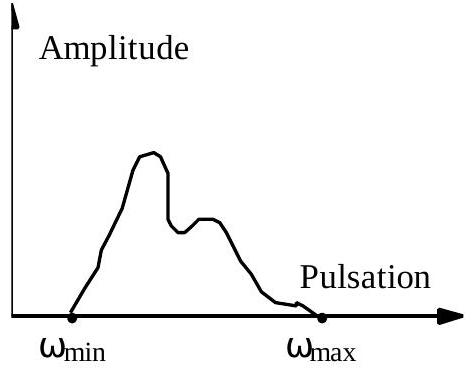 Amplitude
Pulsation
ωmin
ωmax